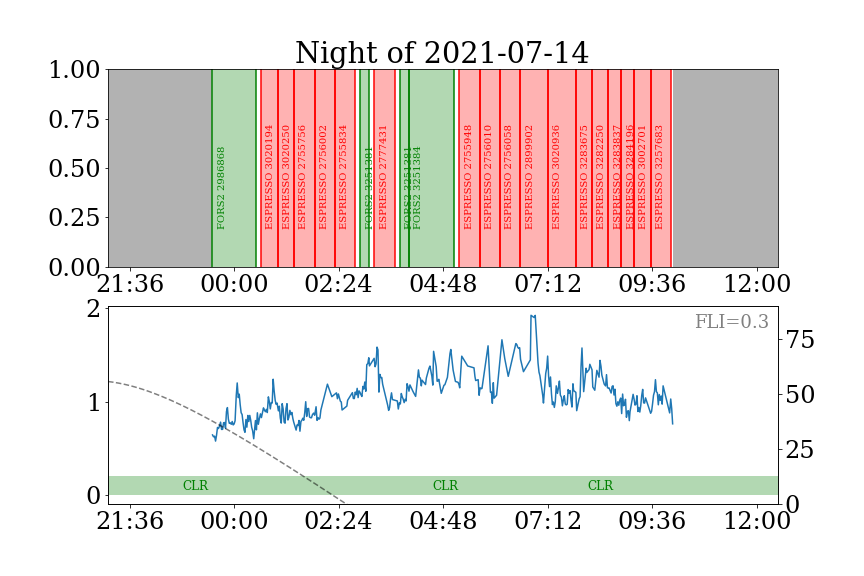 Night of 2021-07-14
1.00
0.75
0.50
0.25
0.00
FORS2 2986868
ESPRESSO 3020194
ESPRESSO 3020250
ESPRESSO 2755756
ESPRESSO 2756002
ESPRESSO 2755834
FORS2 3251381
ESPRESSO 2777431
FORS2 3251381
FORS2 3251384
ESPRESSO 2755948
ESPRESSO 2756010
ESPRESSO 2756058
ESPRESSO 2899902
ESPRESSO 3020936
ESPRESSO 3283675
ESPRESSO 3282250
ESPRESSO 3283837
ESPRESSO 3284196
ESPRESSO 3002701
ESPRESSO 3257683
21:36 00:00 02:24 04:48 07:12 09:36 12:00
2
1
0
FLI=0.3
75
50
25
0
CLR CLR CLR
21:36 00:00 02:24 04:48 07:12 09:36 12:00